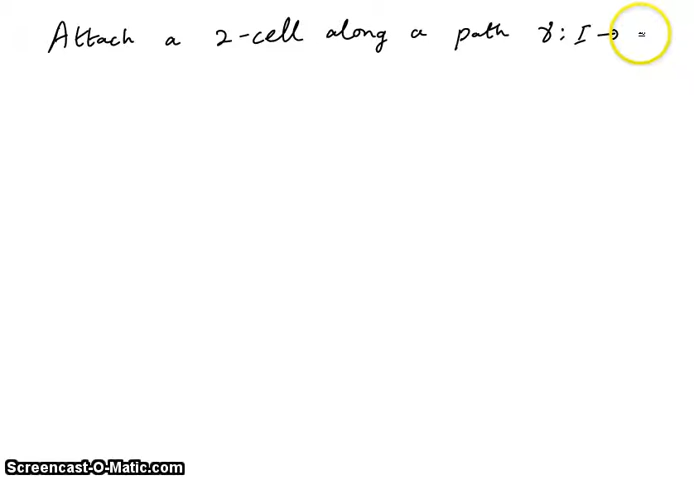 Attach a 2-cell along a path γ: I →
Screencast-O-Matic.com